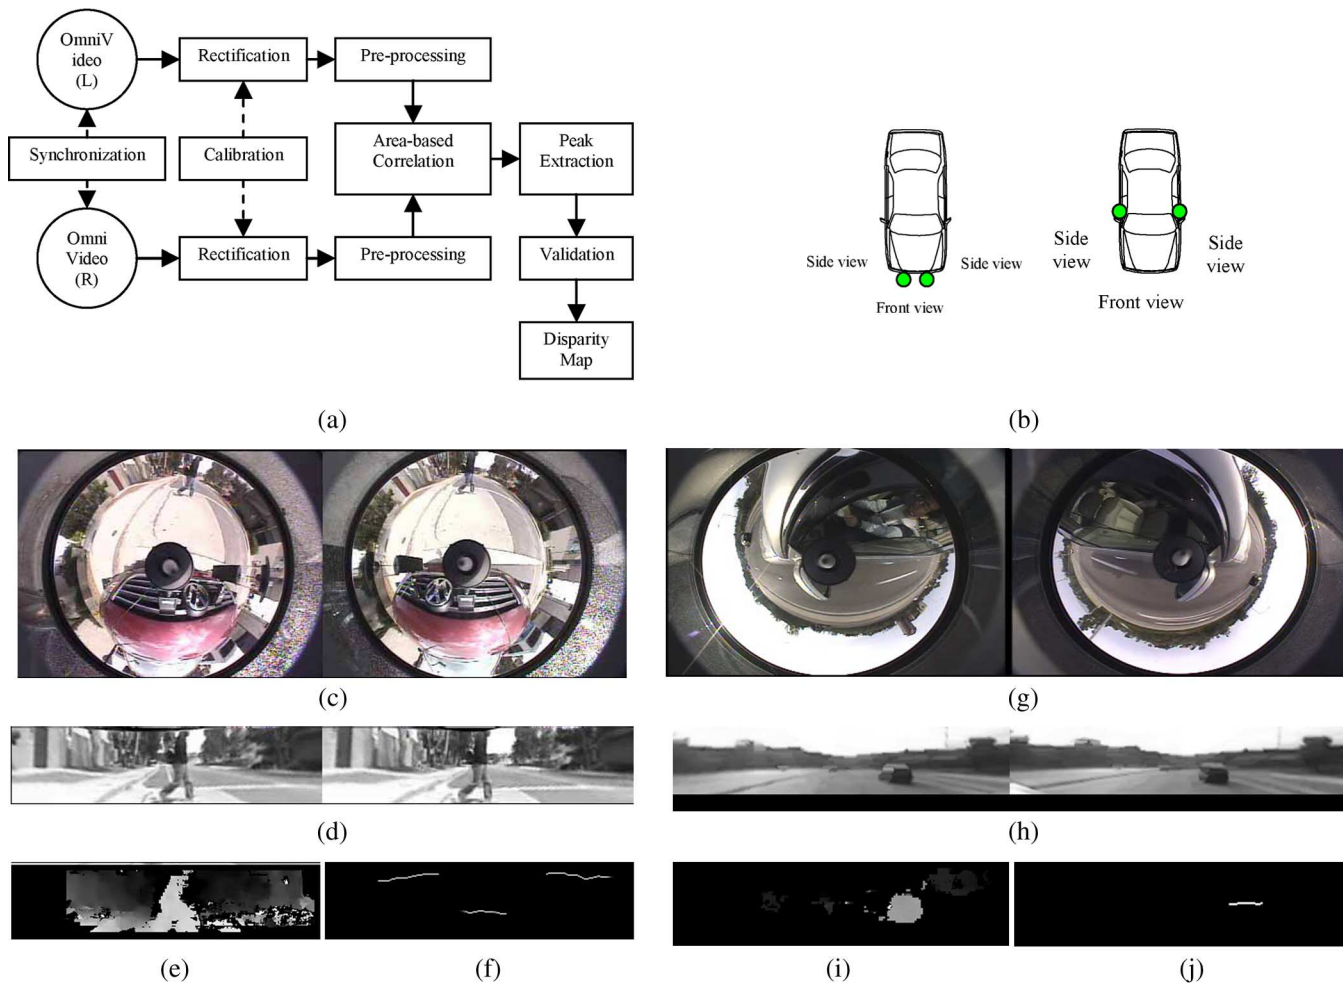 OmniV
ideo
(L)
Rectification
Pre-processing
Synchronization
Calibration
Area-based
Correlation
Peak
Extraction
Omni
Video
(R)
Rectification
Pre-processing
Validation
Disparity
Map
(a)
Side view
Side view
Front view
Side
view
Side
view
Front view
(b)
(c)
(g)
(d)
(h)
(e)
(f)
(i)
(j)